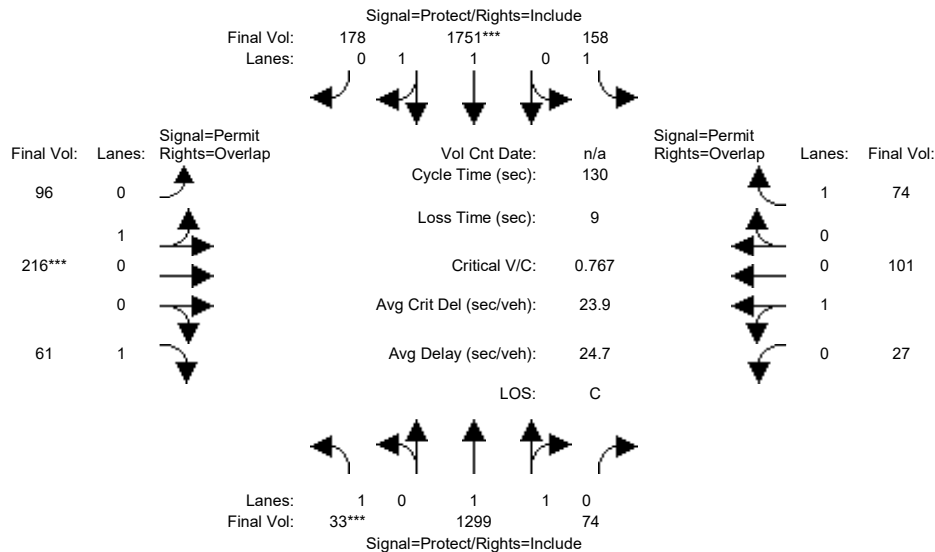 Signal=Protect/Rights=Include
Final Vol: 178 1751*** 158
Lanes: 0 1 1 0 1
Signal=Permit
Final Vol: Lanes: Rights=Overlap
Vol Cnt Date: n/a
Signal=Permit
Rights=Overlap Lanes: Final Vol:
Cycle Time (sec): 130
96 0
1 74
Loss Time (sec): 9
1
0
216*** 0
Critical V/C: 0.767
0 101
0
Avg Crit Del (sec/veh): 23.9
1
61 1
Avg Delay (sec/veh): 24.7
0 27
LOS: C
Lanes: 1 0 1 1 0
Final Vol: 33*** 1299 74
Signal=Protect/Rights=Include